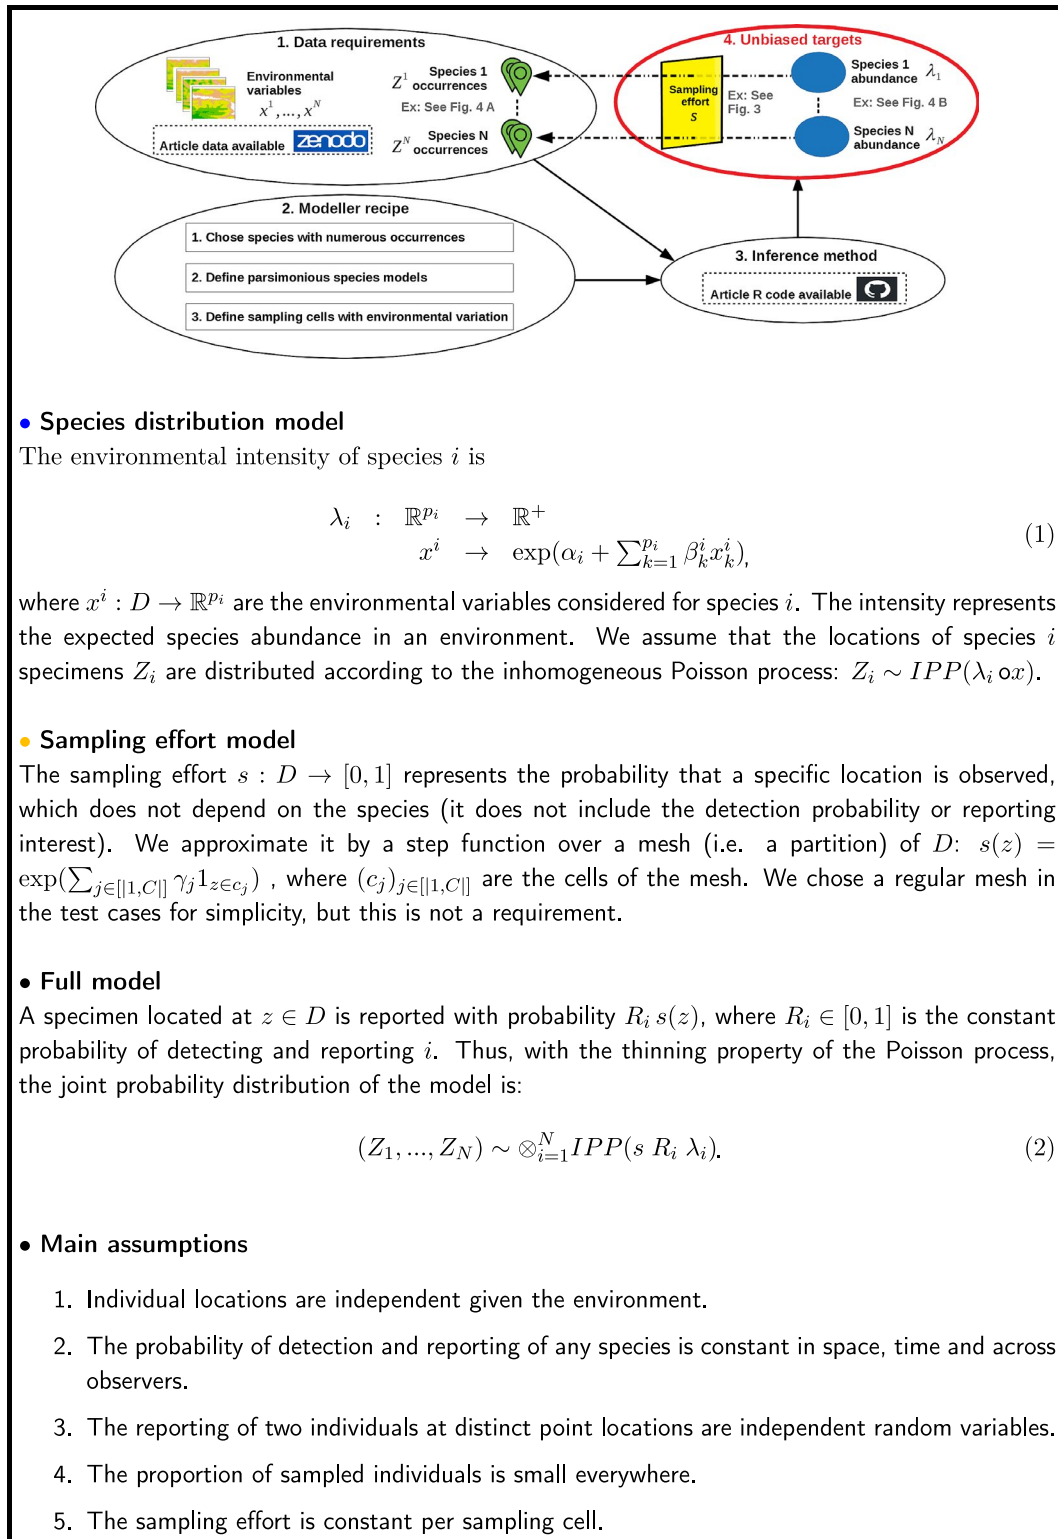 1. Data requirements
Environmental
variables
x^1,...,x^N
Article data available zenodo
Z^1
Species 1
occurrences
Ex: See Fig. 4 A
Z^N
Species N
occurrences
4. Unbiased targets
Sampling
effort
s
Ex: See
Fig. 3
Species 1
abundance λ_1
Ex: See Fig. 4 B
Species N
abundance λ_N
2. Modeller recipe
1. Chose species with numerous occurrences
2. Define parsimonious species models
3. Define sampling cells with environmental variation
3. Inference method
Article R code available
• Species distribution model
The environmental intensity of species i is
λ_i : ℝ^{p_i} → ℝ^+
x^i → exp(α_i + ∑_{k=1}^{p_i} β_k^i x_k^i), (1)
where x^i : D → ℝ^{p_i} are the environmental variables considered for species i. The intensity represents
the expected species abundance in an environment. We assume that the locations of species i
specimens Z_i are distributed according to the inhomogeneous Poisson process: Z_i ∼ IPP(λ_i ox).
• Sampling effort model
The sampling effort s : D → [0, 1] represents the probability that a specific location is observed,
which does not depend on the species (it does not include the detection probability or reporting
interest). We approximate it by a step function over a mesh (i.e. a partition) of D: s(z) =
exp(∑_{j∈[|1,C|]} γ_j 1_{z∈c_j}) , where (c_j)_{j∈[|1,C|]} are the cells of the mesh. We chose a regular mesh in
the test cases for simplicity, but this is not a requirement.
• Full model
A specimen located at z ∈ D is reported with probability R_i s(z), where R_i ∈ [0, 1] is the constant
probability of detecting and reporting i. Thus, with the thinning property of the Poisson process,
the joint probability distribution of the model is:
(Z_1, ..., Z_N) ∼ ⊗_{i=1}^N IPP(s R_i λ_i). (2)
• Main assumptions
1. Individual locations are independent given the environment.
2. The probability of detection and reporting of any species is constant in space, time and across
observers.
3. The reporting of two individuals at distinct point locations are independent random variables.
4. The proportion of sampled individuals is small everywhere.
5. The sampling effort is constant per sampling cell.